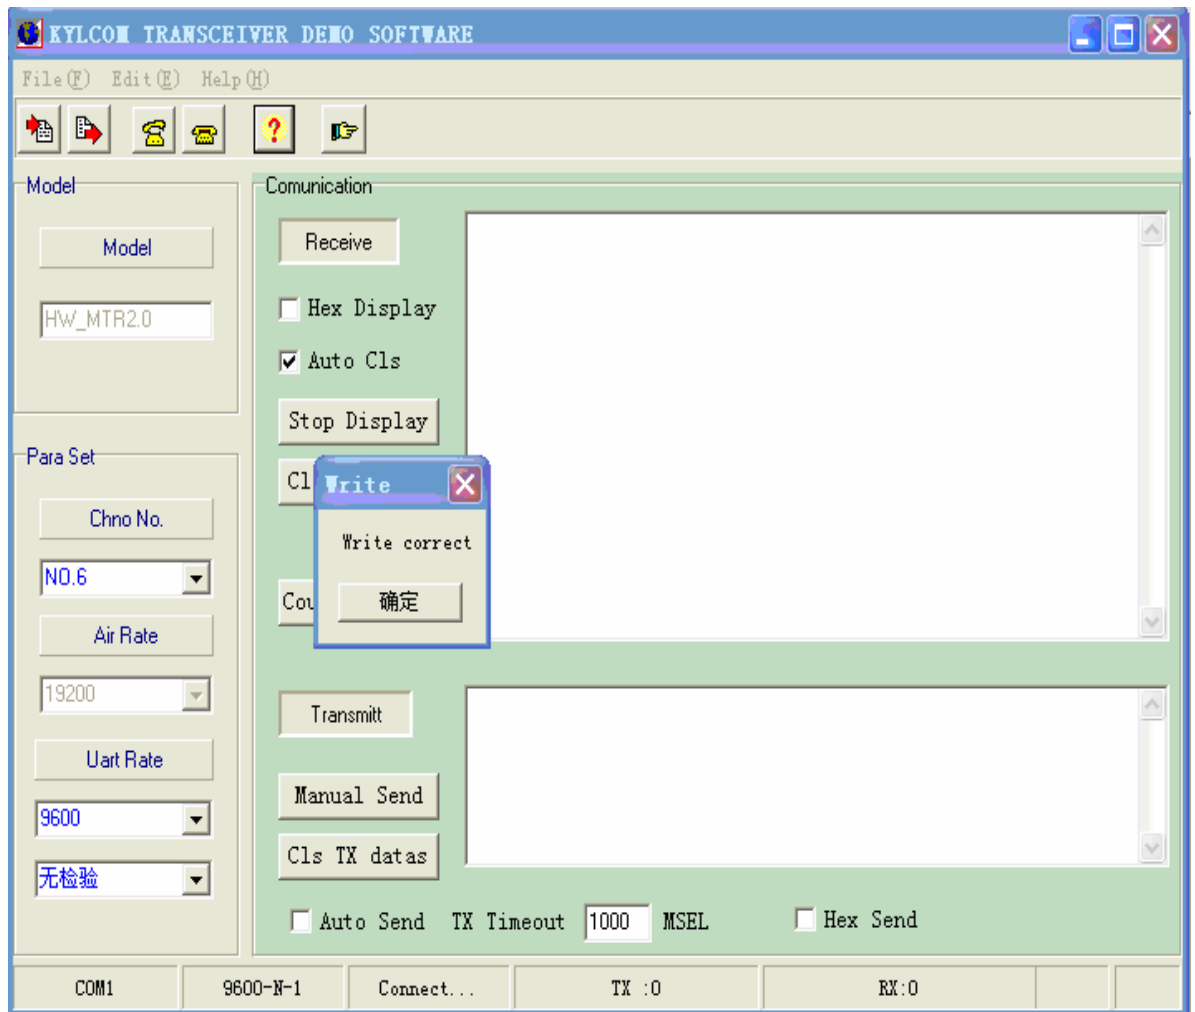 KYLCOM TRANSCEIVER DEMO SOFTWARE
File(F) Edit(E) Help(H)
Model
Model
HW_MTR2.0
Para Set
Chno No.
NO.6
Air Rate
19200
Uart Rate
9600
无检验
Comunication
Receive
Hex Display
Auto Cls
Stop Display
Cl
Cou
Write
Write correct
确定
Transmitt
Manual Send
Cls TX datas
Auto Send TX Timeout 1000 MSEL Hex Send
COM1 9600-N-1 Connect... TX :0 RX:0